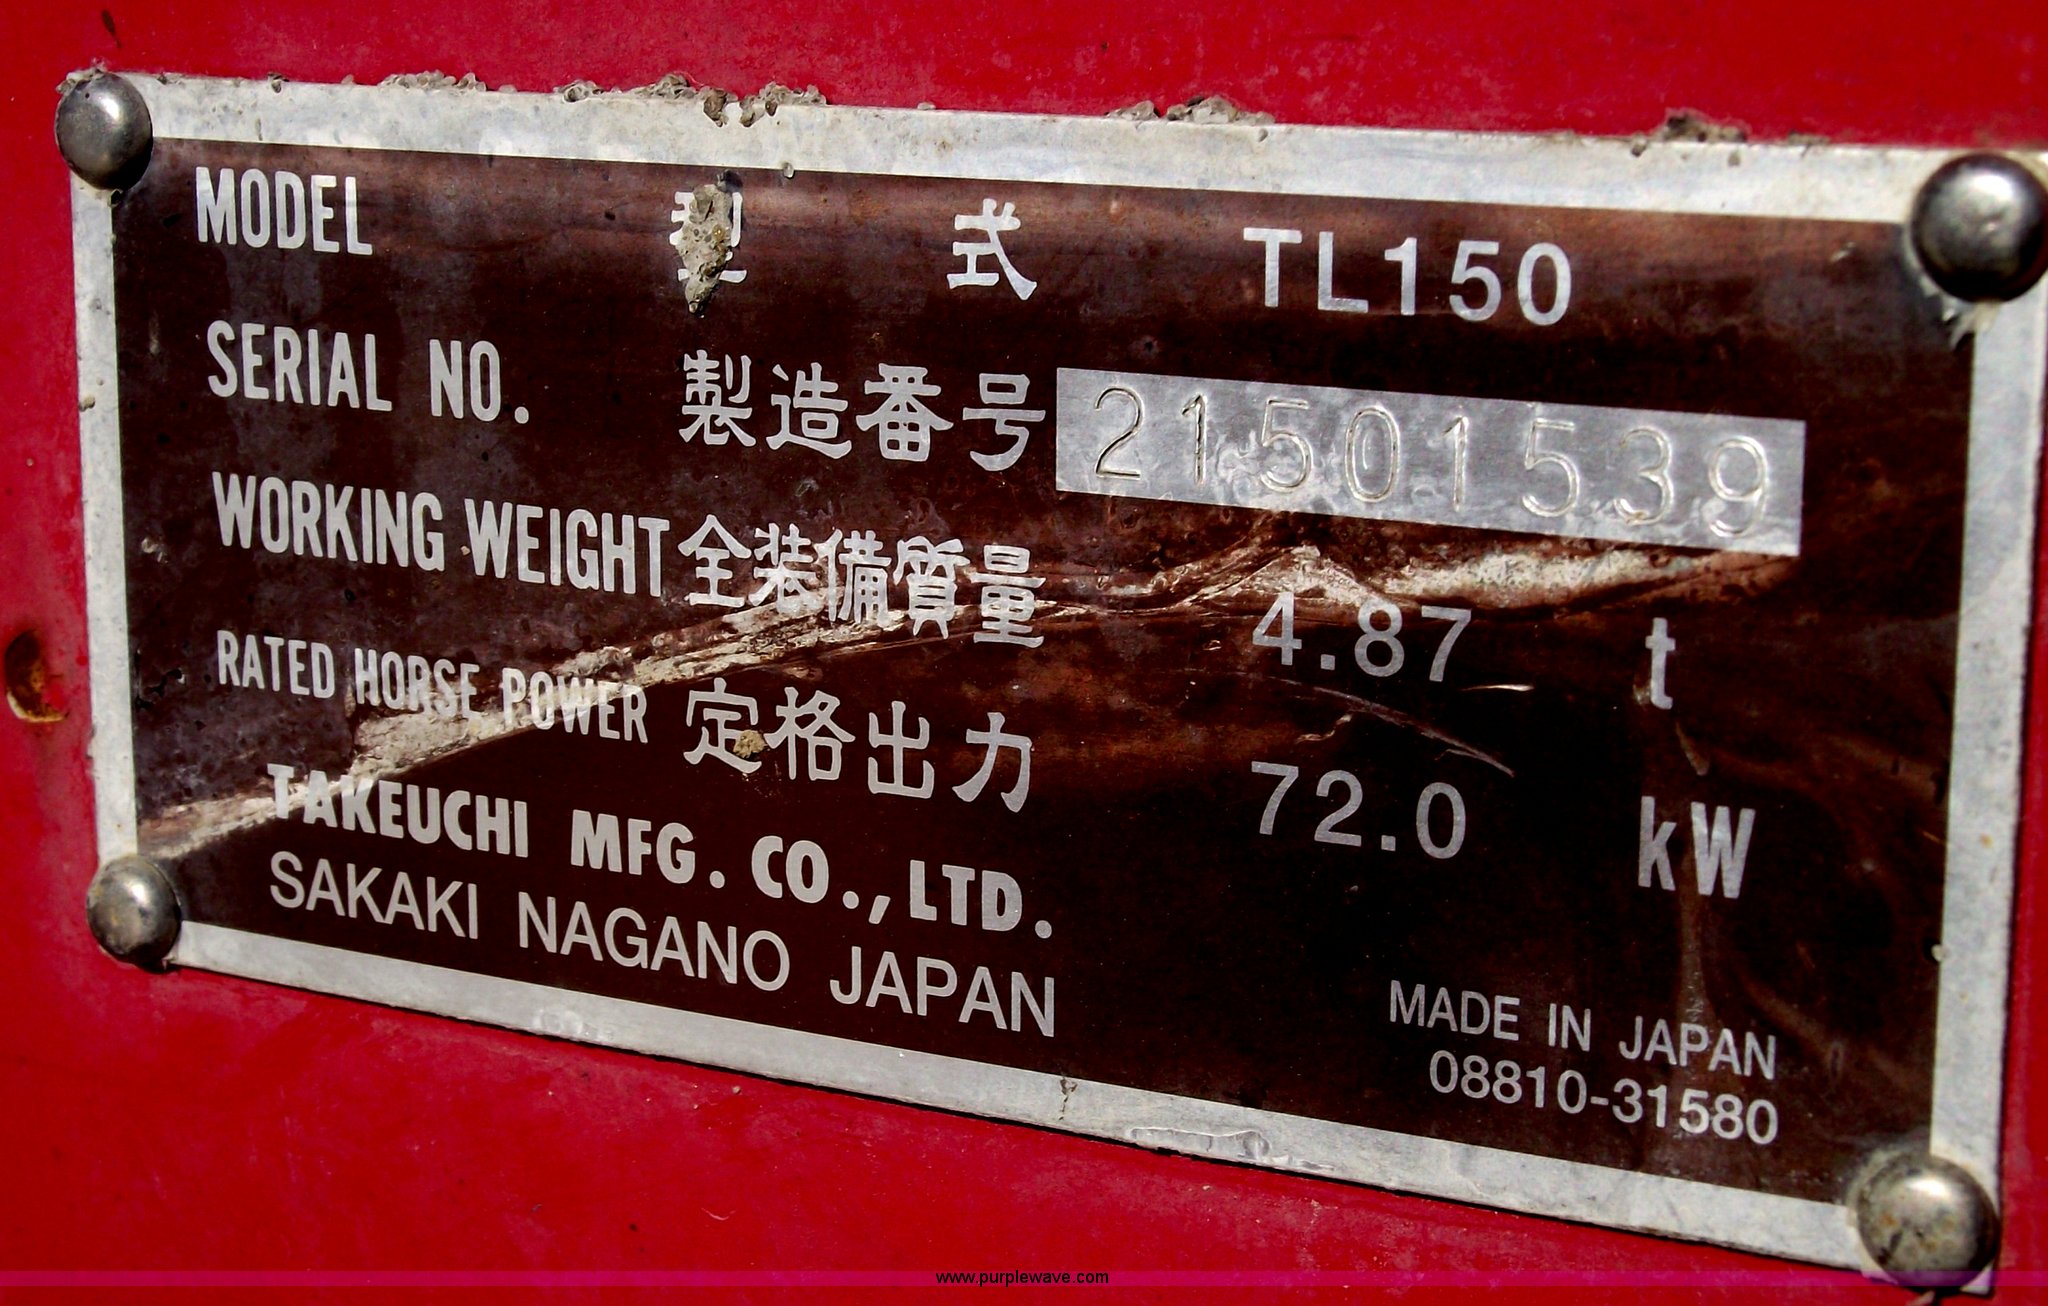 MODEL 型式 TL150
SERIAL NO. 製造番号 21501539
WORKING WEIGHT 全装備質量 4.87 t
RATED HORSE POWER 定格出力 72.0 kW
TAKEUCHI MFG. CO., LTD.
SAKAKI NAGANO JAPAN
MADE IN JAPAN
08810-31580
www.purplewave.com